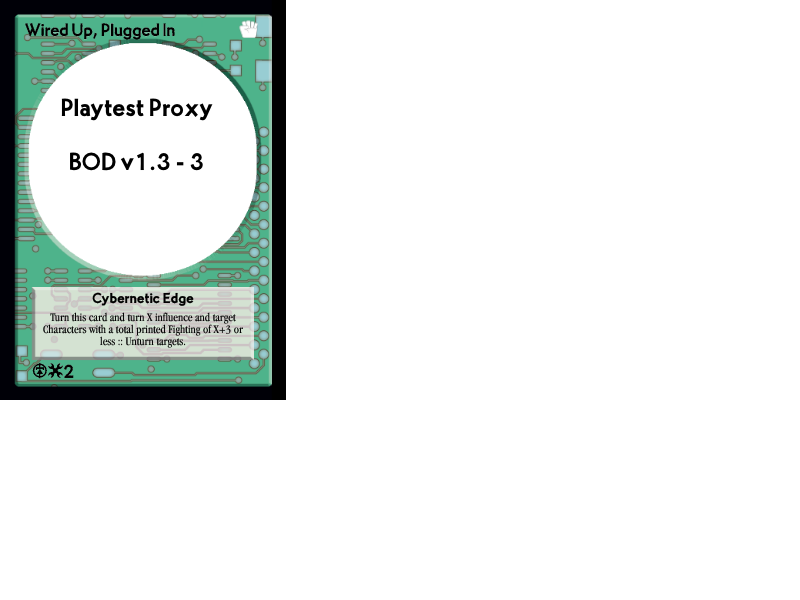 Wired Up, Plugged In
Playtest Proxy
BOD v1.3 - 3
Cybernetic Edge
Turn this card and turn X influence and target
Characters with a total printed Fighting of X+3 or
less :: Unturn targets.
2